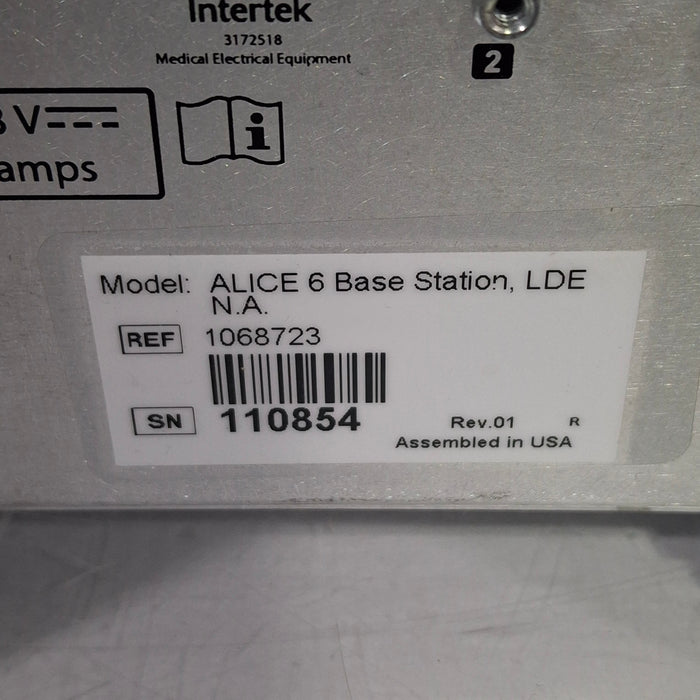 Intertek
3172518
Medical Electrical Equipment
2
V
amps
i
Model: ALICE 6 Base Station, LDE
N.A.
REF 1068723
SN 110854
Rev.01 R
Assembled in USA